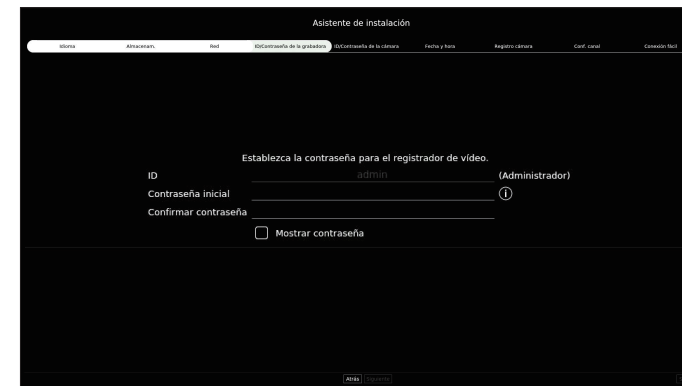 Asistente de instalación
Idioma Almacenam. Red ID/Contraseña de la grabadora ID/Contraseña de la cámara Fecha y hora Registro cámara Conf. canal Conexión fácil
Establezca la contraseña para el registrador de vídeo.
ID admin (Administrador)
Contraseña inicial
Confirmar contraseña
Mostrar contraseña
Atrás Siguiente